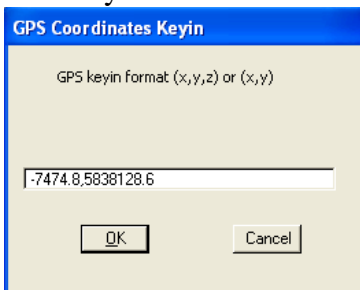 GPS Coordinates Keyin
GPS keyin format (x,y,z) or (x,y)
-7474.8,5838128.6
OK
Cancel